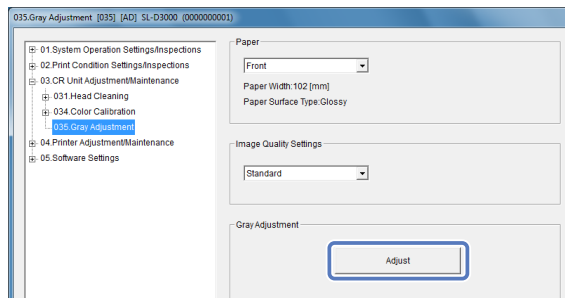 035.Gray Adjustment [035] [AD] SL-D3000 (0000000001)
01.System Operation Settings/Inspections
02.Print Condition Settings/Inspections
03.CR Unit Adjustment/Maintenance
031.Head Cleaning
034.Color Calibration
035.Gray Adjustment
04.Printer Adjustment/Maintenance
05.Software Settings
Paper
Front
Paper Width:102 [mm]
Paper Surface Type:Glossy
Image Quality Settings
Standard
Gray Adjustment
Adjust